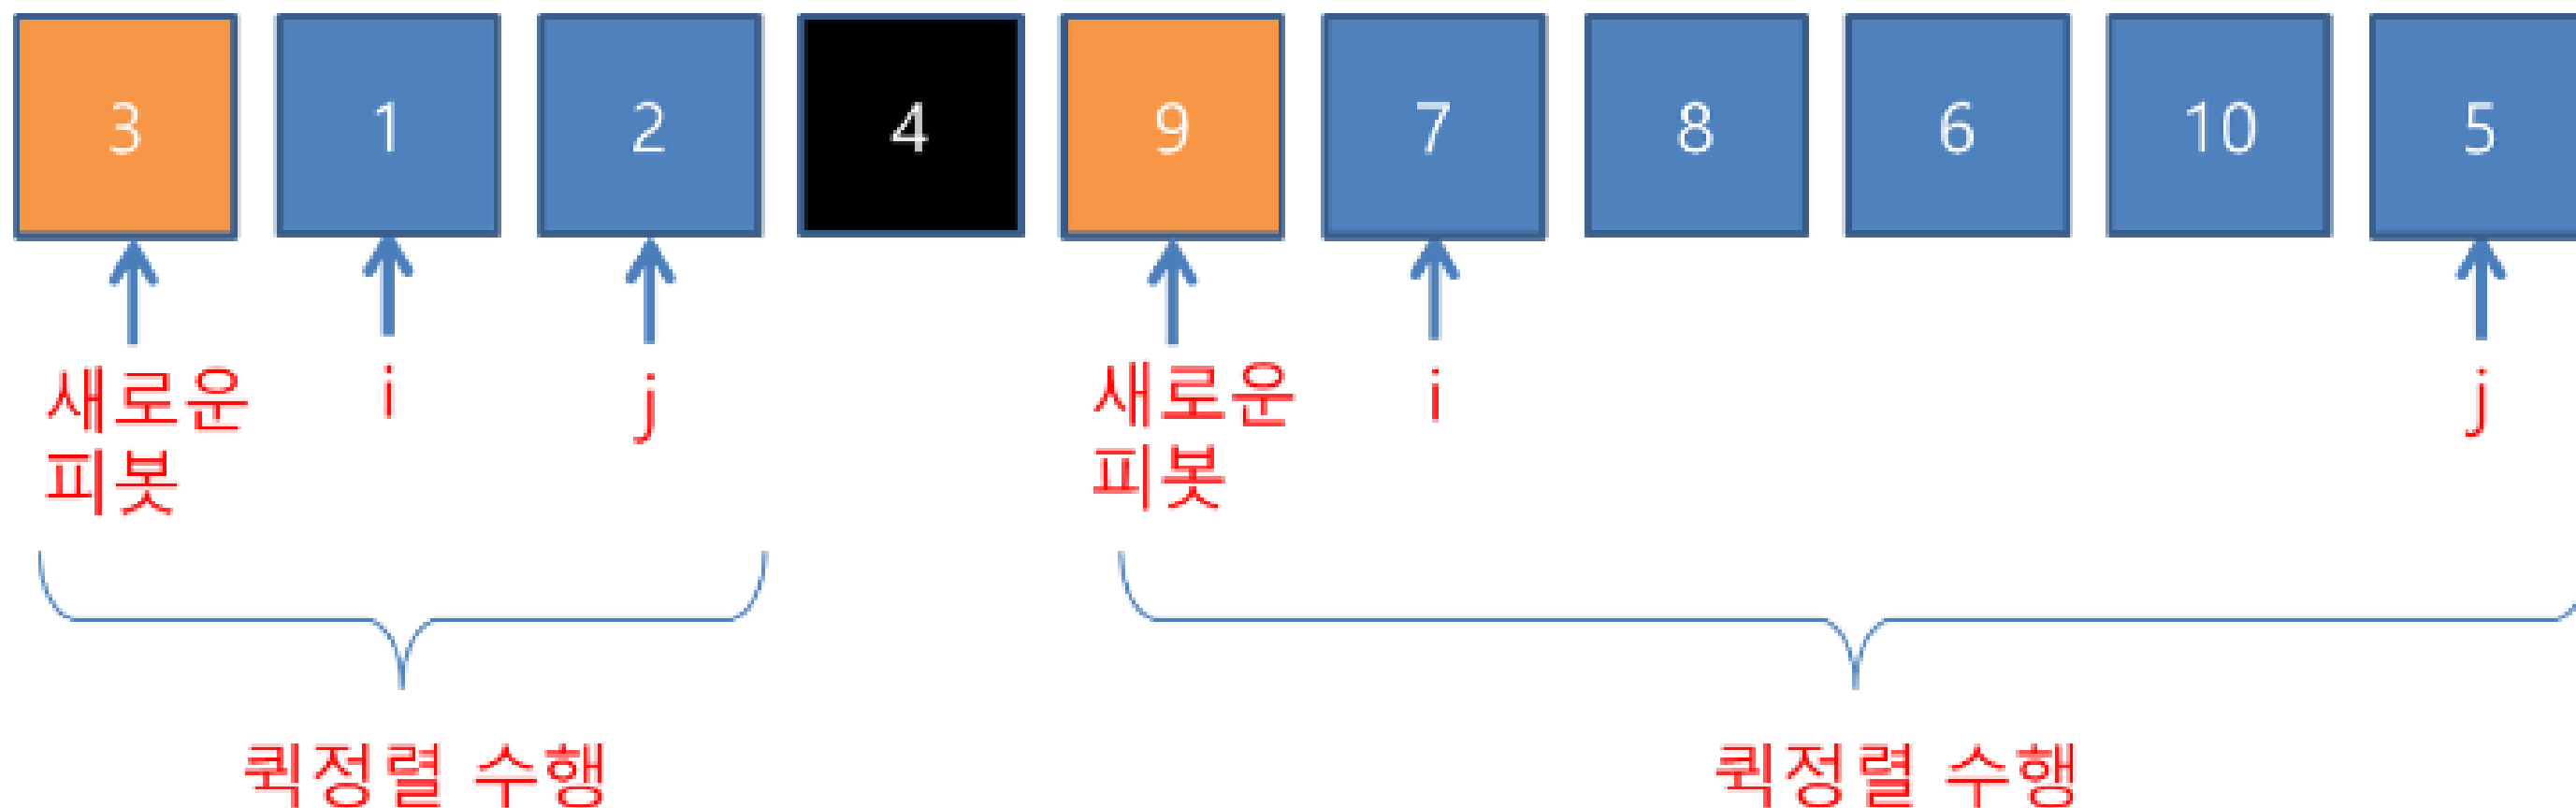 3 1 2 4 9 7 8 6 10 5
새로운 i j 새로운 i j
피봇 피봇
퀵정렬 수행 퀵정렬 수행